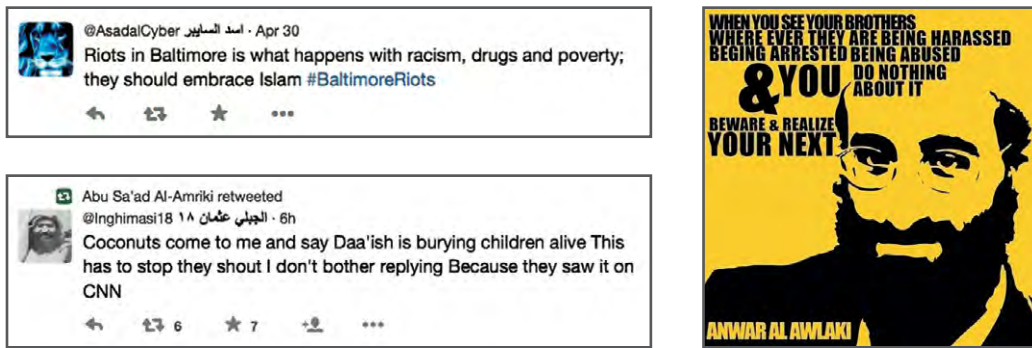 @AsadalCyber اسد السايبر · Apr 30
Riots in Baltimore is what happens with racism, drugs and poverty;
they should embrace Islam #BaltimoreRiots
Abu Sa'ad Al-Amriki retweeted
@Inghimasi18 الجبلي عثمان ١٨ · 6h
Coconuts come to me and say Daa'ish is burying children alive This
has to stop they shout I don't bother replying Because they saw it on
CNN
6 7
WHEN YOU SEE YOUR BROTHERS
WHERE EVER THEY ARE BEING HARASSED
BEGING ARRESTED BEING ABUSED
& YOU DO NOTHING
ABOUT IT
BEWARE & REALIZE
YOUR NEXT
ANWAR AL AWLAKI